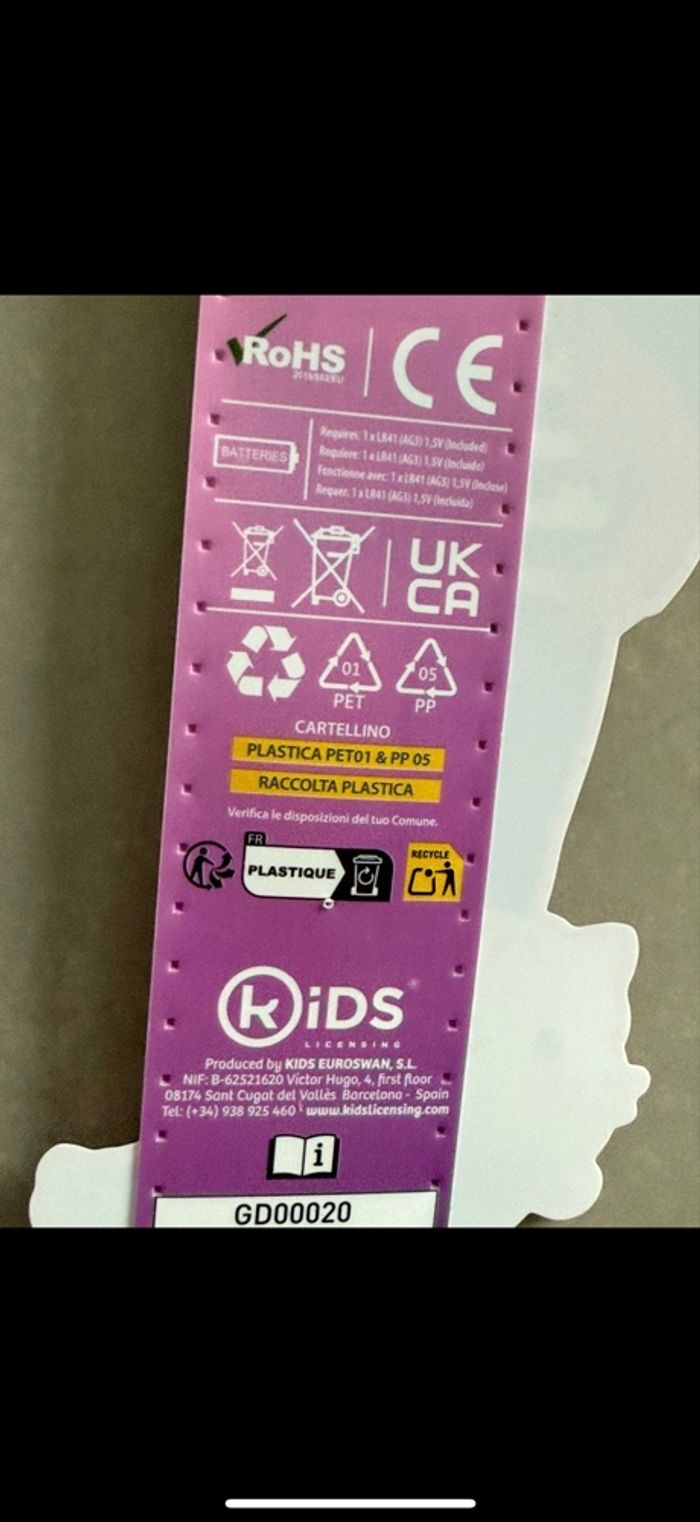 RoHS
CE
BATTERIES
Requires: 1 x LR41 (AG3) 1,5V (Included)
Requiere: 1 x LR41 (AG3) 1,5V (Incluido)
Fonctionne avec: 1 x LR41 (AG3) 1,5V (Incluse)
Requer: 1 x LR41 (AG3) 1,5V (Incluída)
UK
CA
01
05
PET
PP
CARTELLINO
PLASTICA PET01 & PP 05
RACCOLTA PLASTICA
Verifica le disposizioni del tuo Comune.
FR
PLASTIQUE
RECYCLE
KiDS
LICENSING
Produced by KIDS EUROSWAN, S.L.
NIF: B-62521620 Víctor Hugo, 4, first floor
08174 Sant Cugat del Vallès Barcelona - Spain
Tel: (+34) 938 925 460 www.kidslicensing.com
i
GD00020